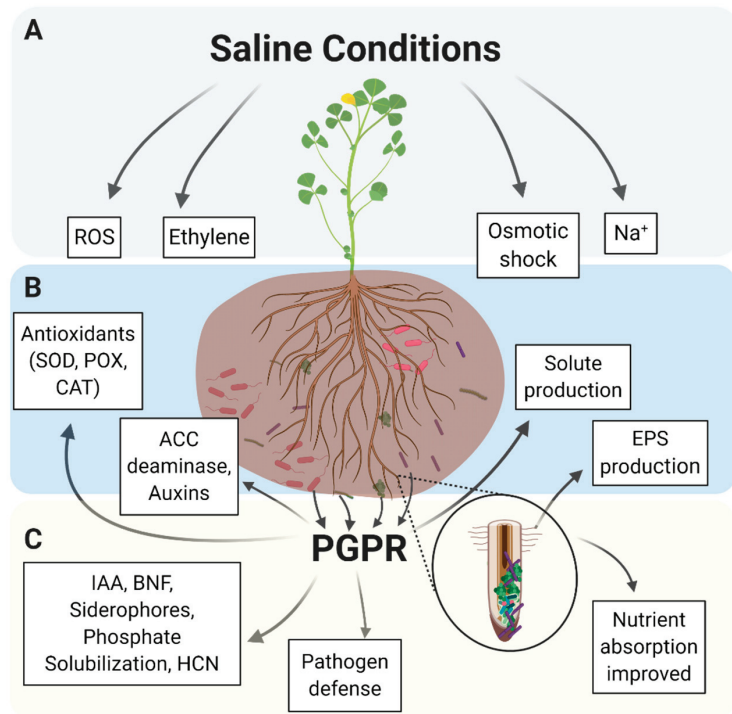 A
Saline Conditions
ROS
Ethylene
Osmotic
shock
Na⁺
B
Antioxidants
(SOD, POX,
CAT)
Solute
production
ACC
deaminase,
Auxins
EPS
production
C
PGPR
IAA, BNF,
Siderophores,
Phosphate
Solubilization, HCN
Pathogen
defense
Nutrient
absorption
improved